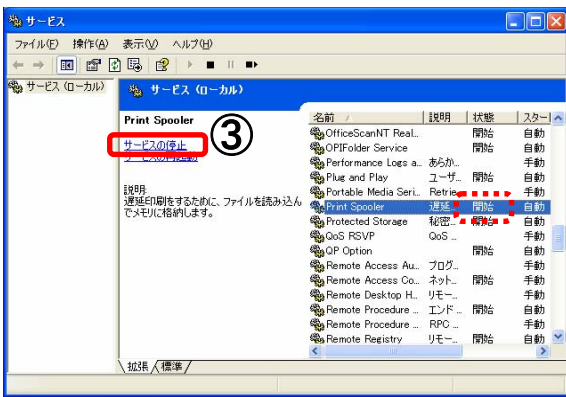 サービス
ファイル(F) 操作(A) 表示(V) ヘルプ(H)
サービス (ローカル)
サービス (ローカル)
Print Spooler
サービスの停止
③
サービスの再起動
説明:
遅延印刷をするために、ファイルを読み込ん
でメモリに格納します。
名前 説明 状態 スタート
OfficeScanNT Real... 開始 自動
OPIFolder Service 開始 自動
Performance Logs a... あらか... 手動
Plug and Play ユーザ... 開始 自動
Portable Media Seri... Retrie... 手動
Print Spooler 遅延... 開始 自動
Protected Storage 秘密... 開始 自動
QoS RSVP QoS ... 手動
QP Option 開始 自動
Remote Access Au... プログ... 手動
Remote Access Co... ネット... 開始 手動
Remote Desktop H... リモー... 手動
Remote Procedure ... エンド... 開始 自動
Remote Procedure ... RPC ... 手動
Remote Registry リモー... 開始 自動
拡張 標準